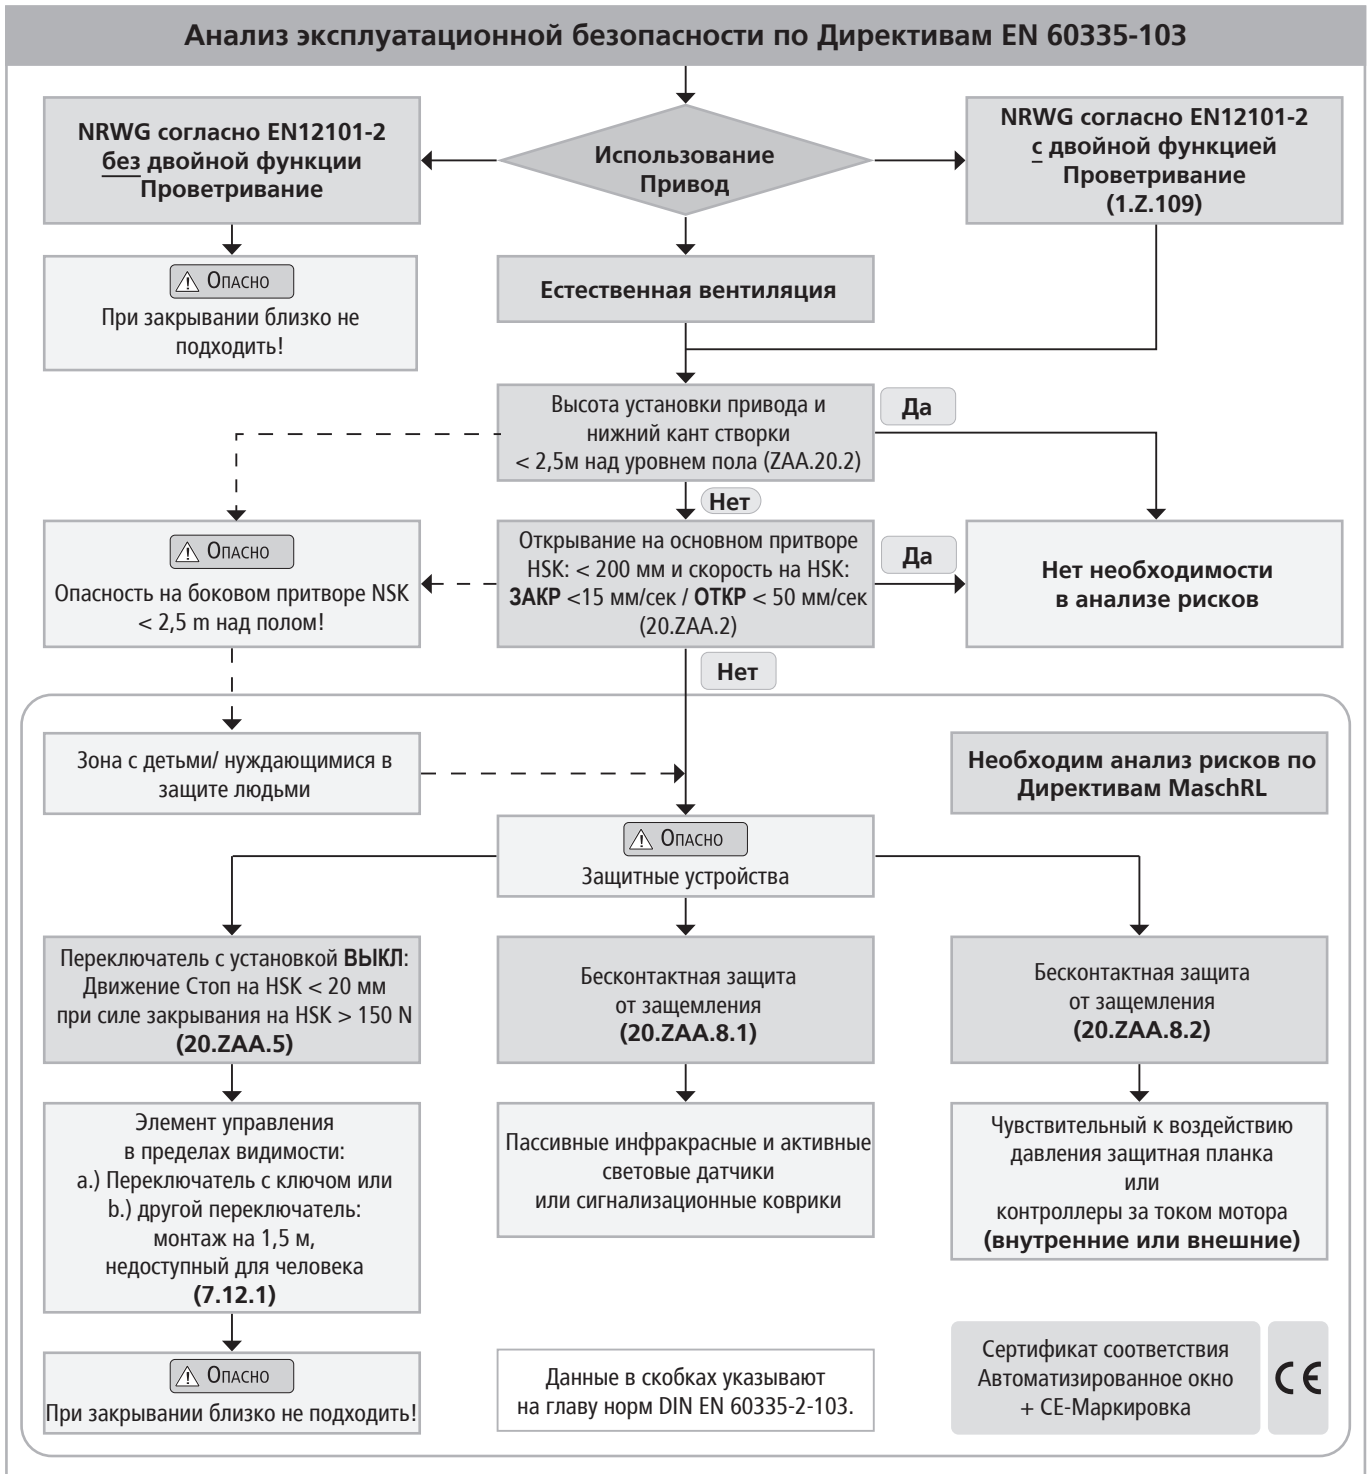 Анализ эксплуатационной безопасности по Директивам EN 60335-103
NRWG согласно EN12101-2
без двойной функции
Проветривание
Использование
Привод
NRWG согласно EN12101-2
с двойной функцией
Проветривание
(1.Z.109)
ОПАСНО
При закрывании близко не
подходить!
Естественная вентиляция
Высота установки привода и
нижний кант створки
< 2,5м над уровнем пола (ZAA.20.2)
Да
Нет
ОПАСНО
Опасность на боковом притворе NSK
< 2,5 m над полом!
Открывание на основном притворе
HSK: < 200 мм и скорость на HSK:
ЗАКР <15 мм/сек / ОТКР < 50 мм/сек
(20.ZAA.2)
Да
Нет необходимости
в анализе рисков
Нет
Зона с детьми/ нуждающимися в
защите людьми
Необходим анализ рисков по
Директивам MaschRL
ОПАСНО
Защитные устройства
Переключатель с установкой ВЫКЛ:
Движение Стоп на HSK < 20 мм
при силе закрывания на HSK > 150 N
(20.ZAA.5)
Бесконтактная защита
от защемления
(20.ZAA.8.1)
Бесконтактная защита
от защемления
(20.ZAA.8.2)
Элемент управления
в пределах видимости:
a.) Переключатель с ключом или
b.) другой переключатель:
монтаж на 1,5 м,
недоступный для человека
(7.12.1)
Пассивные инфракрасные и активные
световые датчики
или сигнализационные коврики
Чувствительный к воздействию
давления защитная планка
или
контроллеры за током мотора
(внутренние или внешние)
ОПАСНО
При закрывании близко не подходить!
Данные в скобках указывают
на главу норм DIN EN 60335-2-103.
Сертификат соответствия
Автоматизированное окно
+ CE-Маркировка
CE